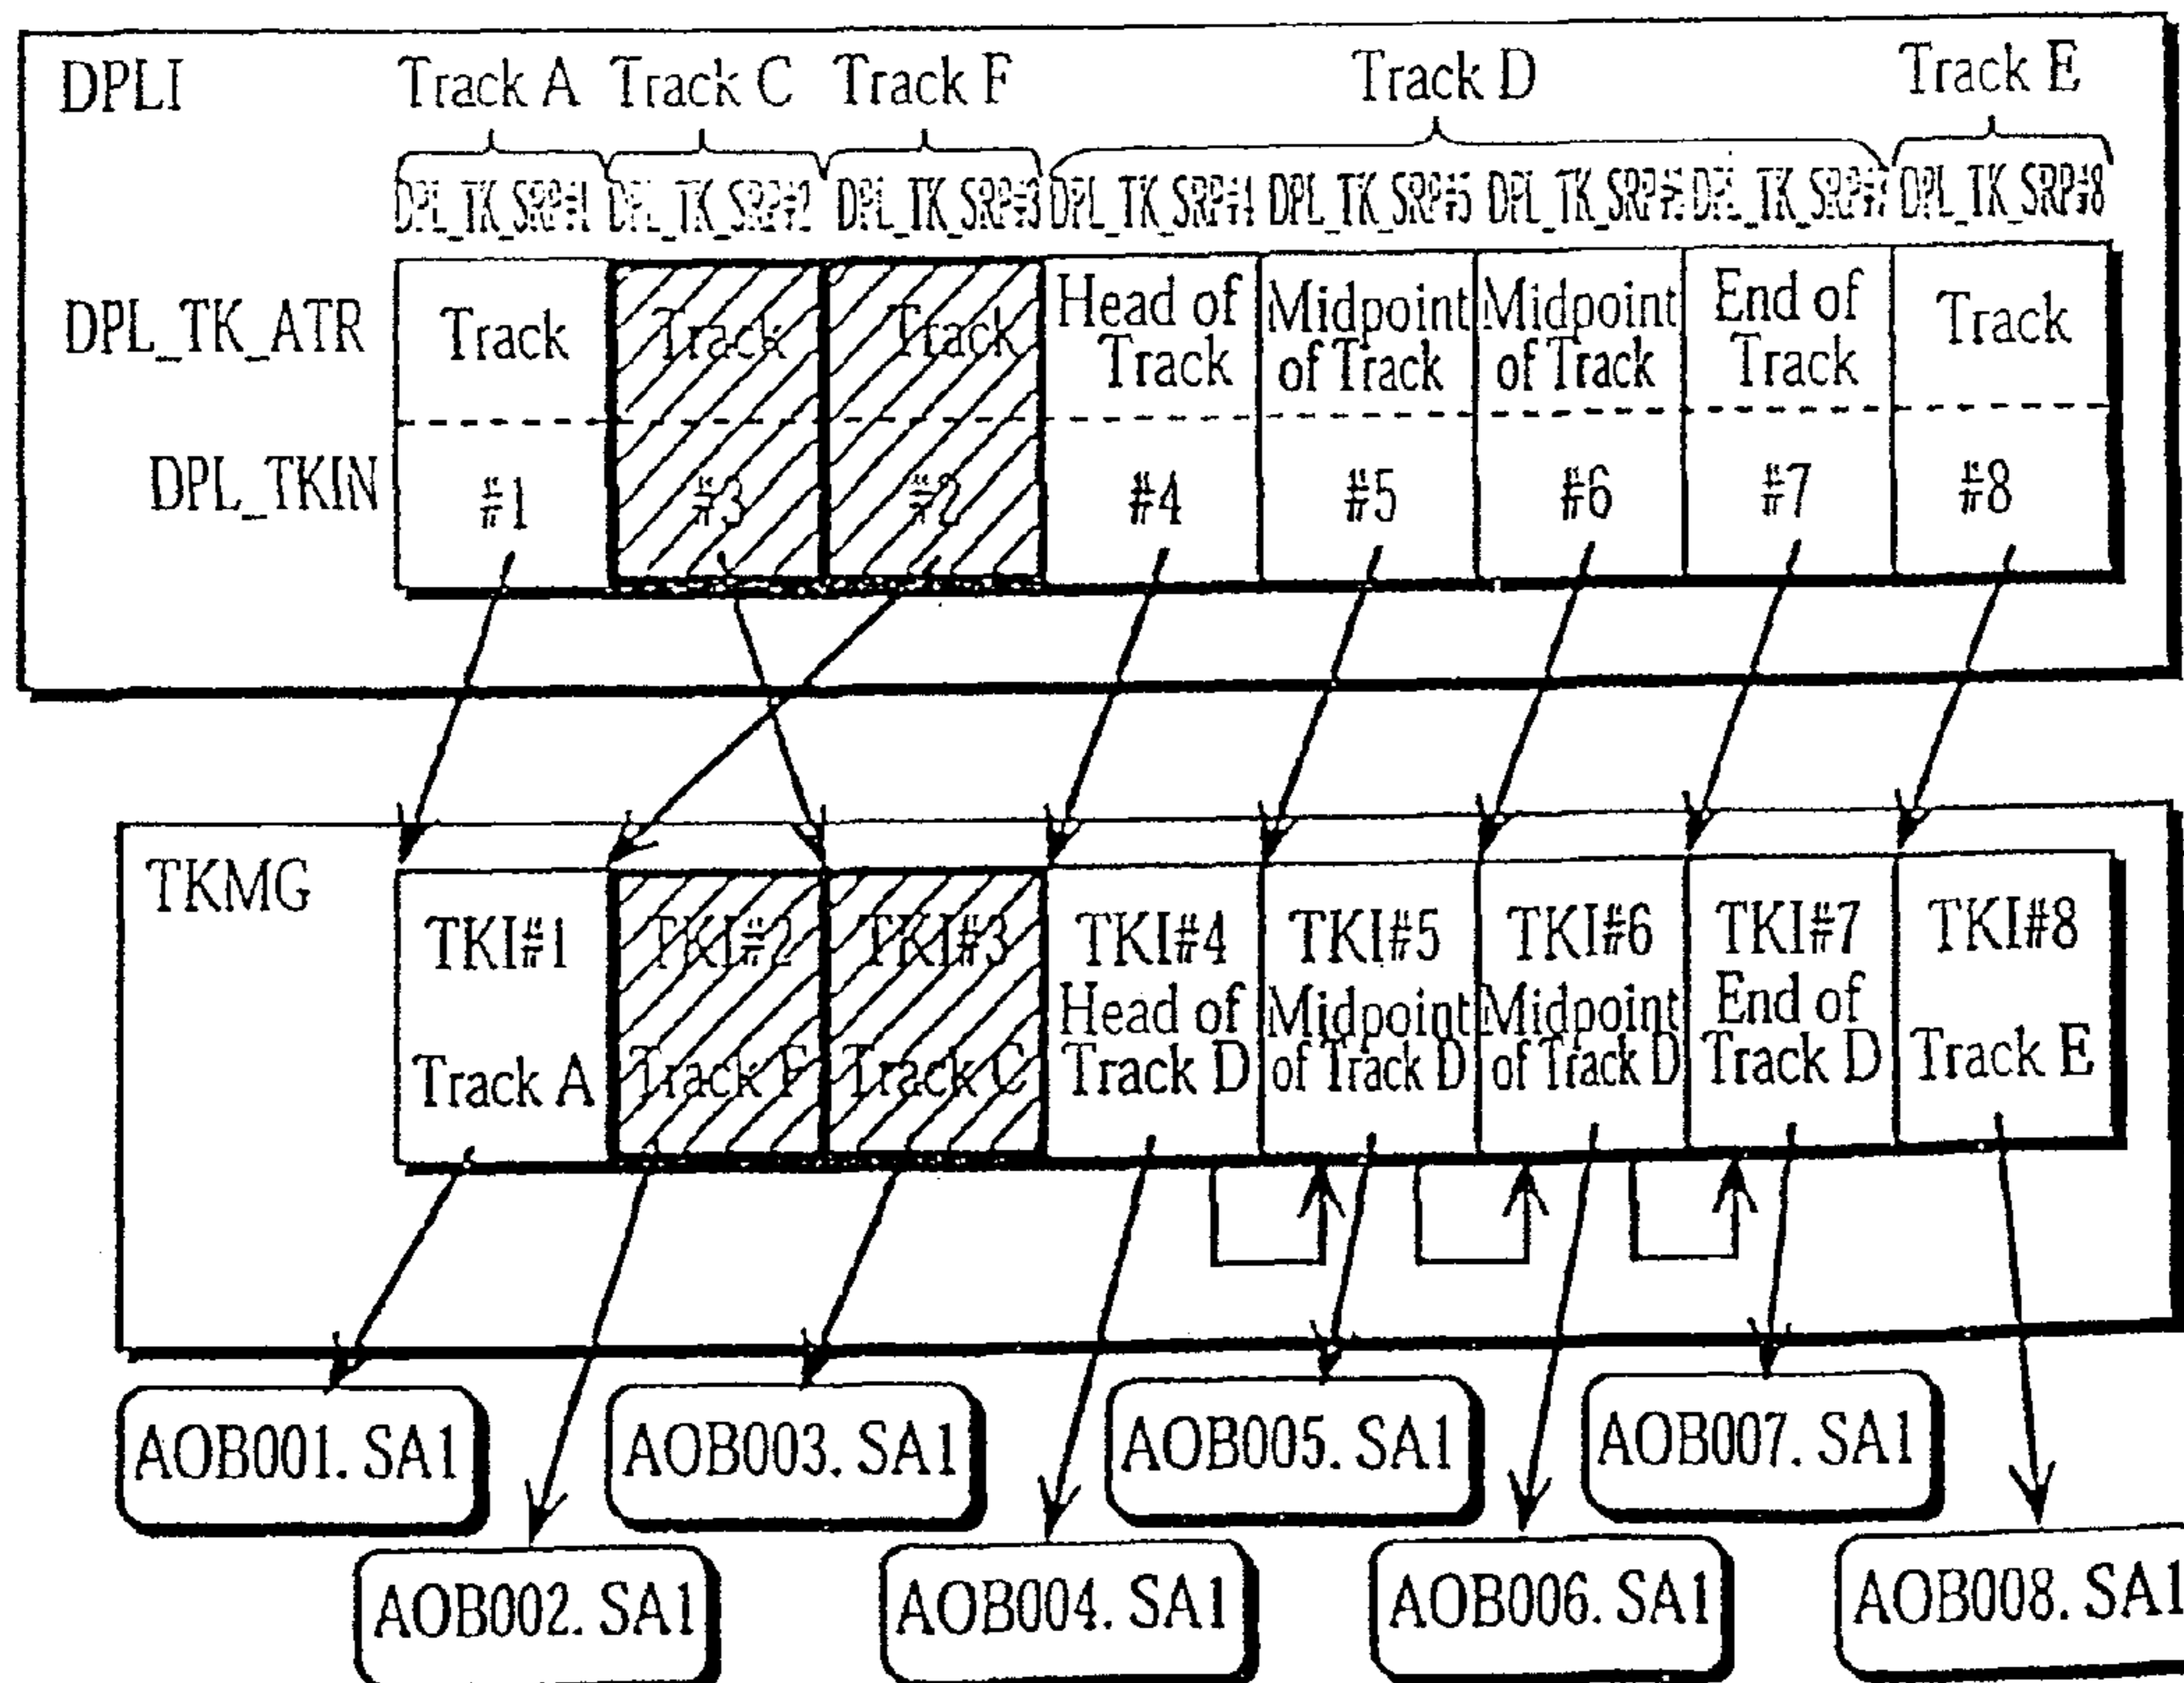 DPLI Track A Track C Track F Track D Track E
DPL_TK_SRP#1 DPL_TK_SRP#2 DPL_TK_SRP#3 DPL_TK_SRP#4 DPL_TK_SRP#5 DPL_TK_SRP DPL_TK_SRP#7 DPL_TK_SRP#8
DPL_TK_ATR Track Track Track Head of Track Midpoint of Track Midpoint of Track End of Track Track
DPL_TKIN #1 #3 #2 #4 #5 #6 #7 #8
TKMG
TKI#1 TKI#2 TKI#3 TKI#4 TKI#5 TKI#6 TKI#7 TKI#8
Track A Track F Track C Head of Track D Midpoint of Track D Midpoint of Track D End of Track D Track E
AOB001. SA1 AOB003. SA1 AOB005. SA1 AOB007. SA1
AOB002. SA1 AOB004. SA1 AOB006. SA1 AOB008. SA1